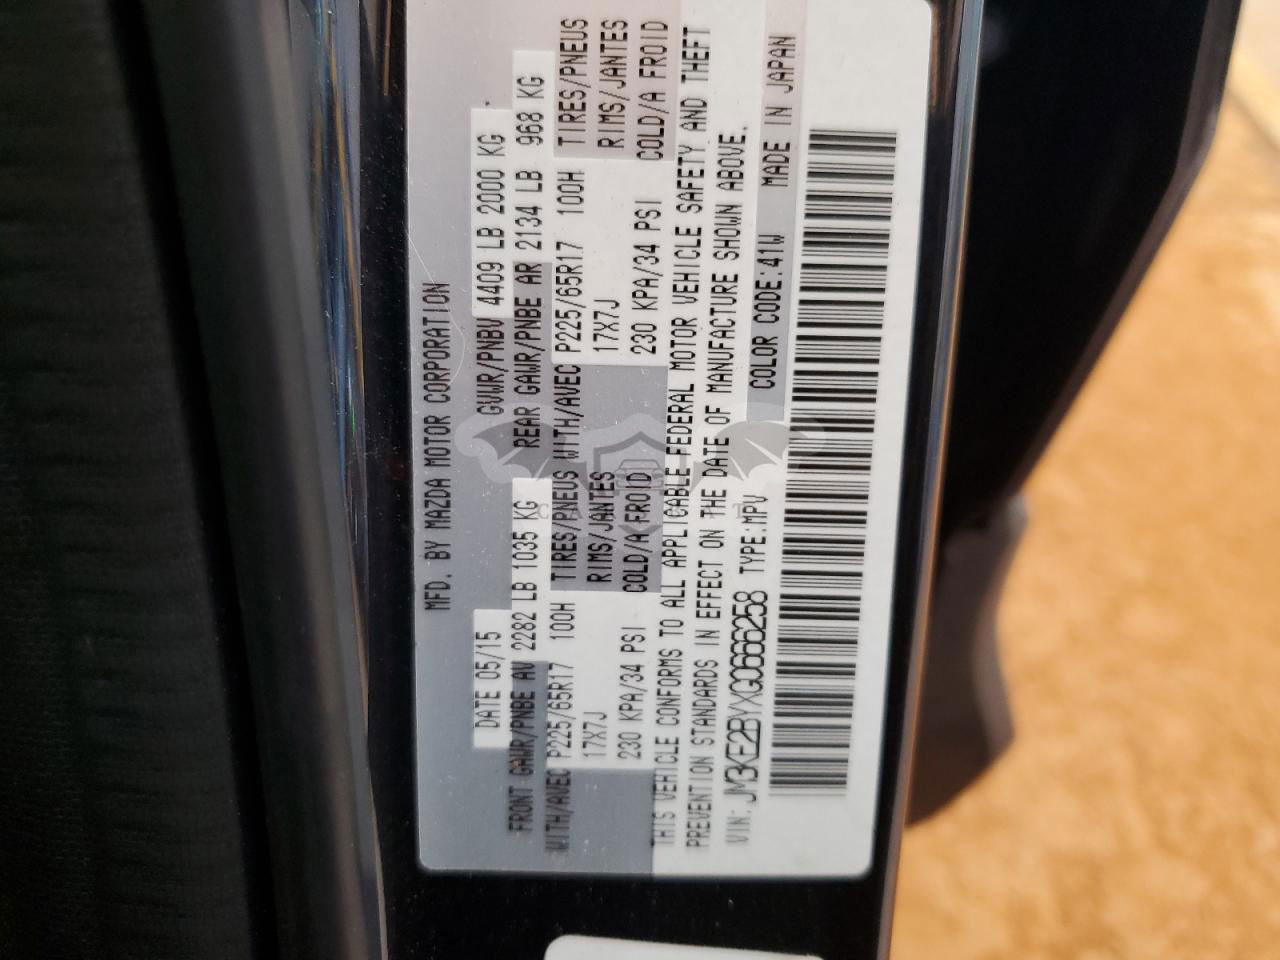 MFD. BY MAZDA MOTOR CORPORATION
DATE 05/15 GVWR/PNBV 4409 LB 2000 KG
FRONT GAWR/PNBE AV 2282 LB 1035 KG REAR GAWR/PNBE AR 2134 LB 968 KG
WITH/AVEC P225/65R17 100H TIRES/PNEUS WITH/AVEC P225/65R17 100H TIRES/PNEUS
17X7J RIMS/JANTES 17X7J RIMS/JANTES
230 KPA/34 PSI COLD/A FROID 230 KPA/34 PSI COLD/A FROID
THIS VEHICLE CONFORMS TO ALL APPLICABLE FEDERAL MOTOR VEHICLE SAFETY AND THEFT
PREVENTION STANDARDS IN EFFECT ON THE DATE OF MANUFACTURE SHOWN ABOVE.
VIN: JM3KE2BYXG0666258 TYPE:MPV COLOR CODE:41W MADE IN JAPAN